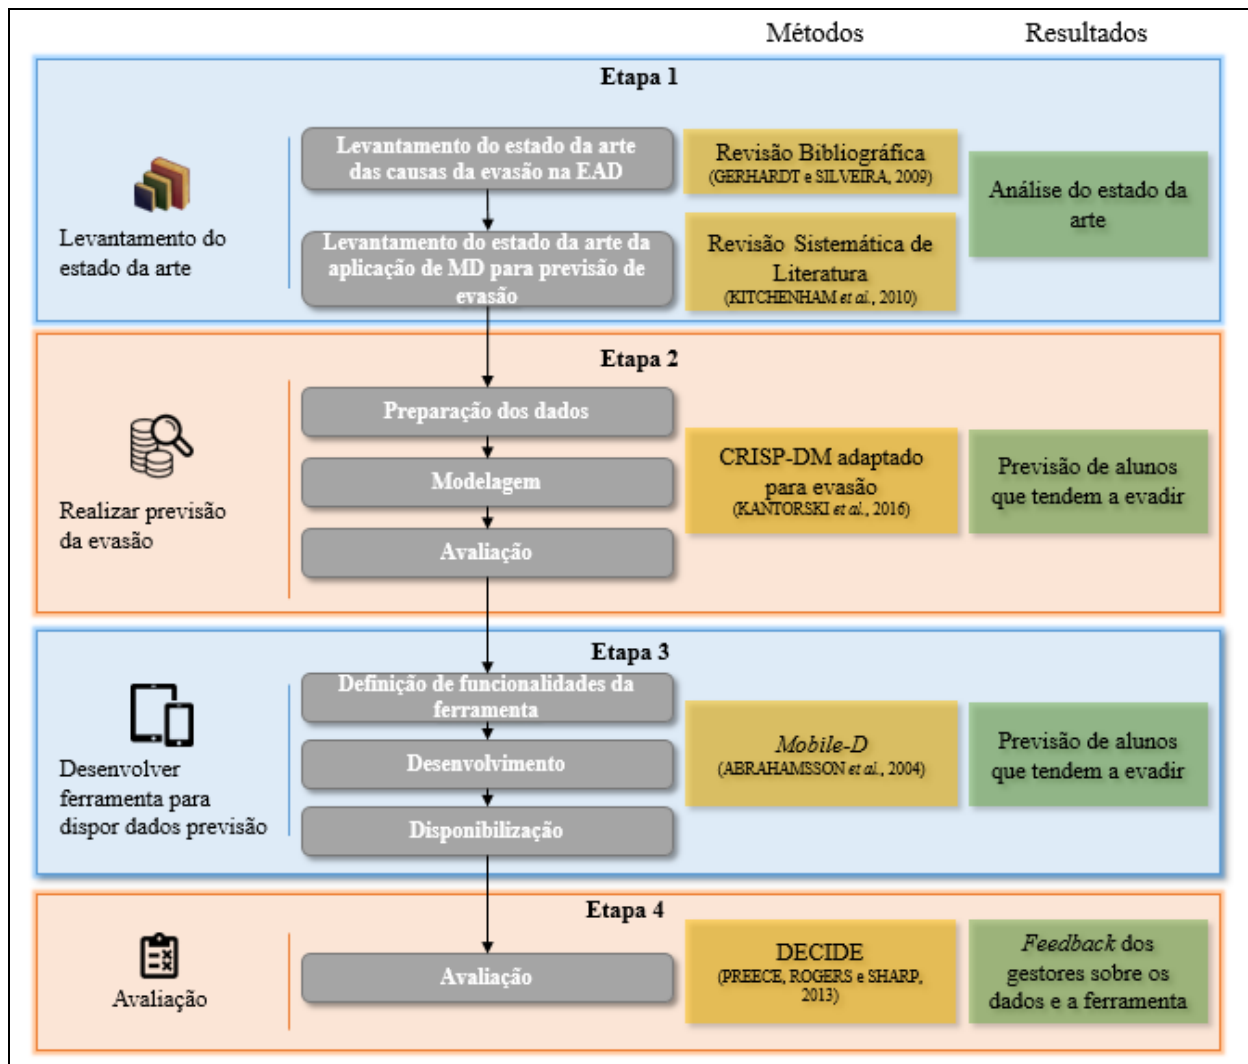 Métodos
Resultados
Etapa 1
Levantamento do
estado da arte
Levantamento do estado da arte
das causas da evasão na EAD
Levantamento do estado da arte da
aplicação de MD para previsão de
evasão
Revisão Bibliográfica
(GERHARDT e SILVEIRA, 2009)
Revisão Sistemática de
Literatura
(KITCHENHAM et al., 2010)
Análise do estado da
arte
Etapa 2
Realizar previsão
da evasão
Preparação dos dados
Modelagem
Avaliação
CRISP-DM adaptado
para evasão
(KANTORSKI et al., 2016)
Previsão de alunos
que tendem a evadir
Etapa 3
Desenvolver
ferramenta para
dispor dados previsão
Definição de funcionalidades da
ferramenta
Desenvolvimento
Disponibilização
Mobile-D
(ABRAHAMSSON et al., 2004)
Previsão de alunos
que tendem a evadir
Etapa 4
Avaliação
Avaliação
DECIDE
(PREECE, ROGERS e SHARP,
2013)
Feedback dos
gestores sobre os
dados e a ferramenta